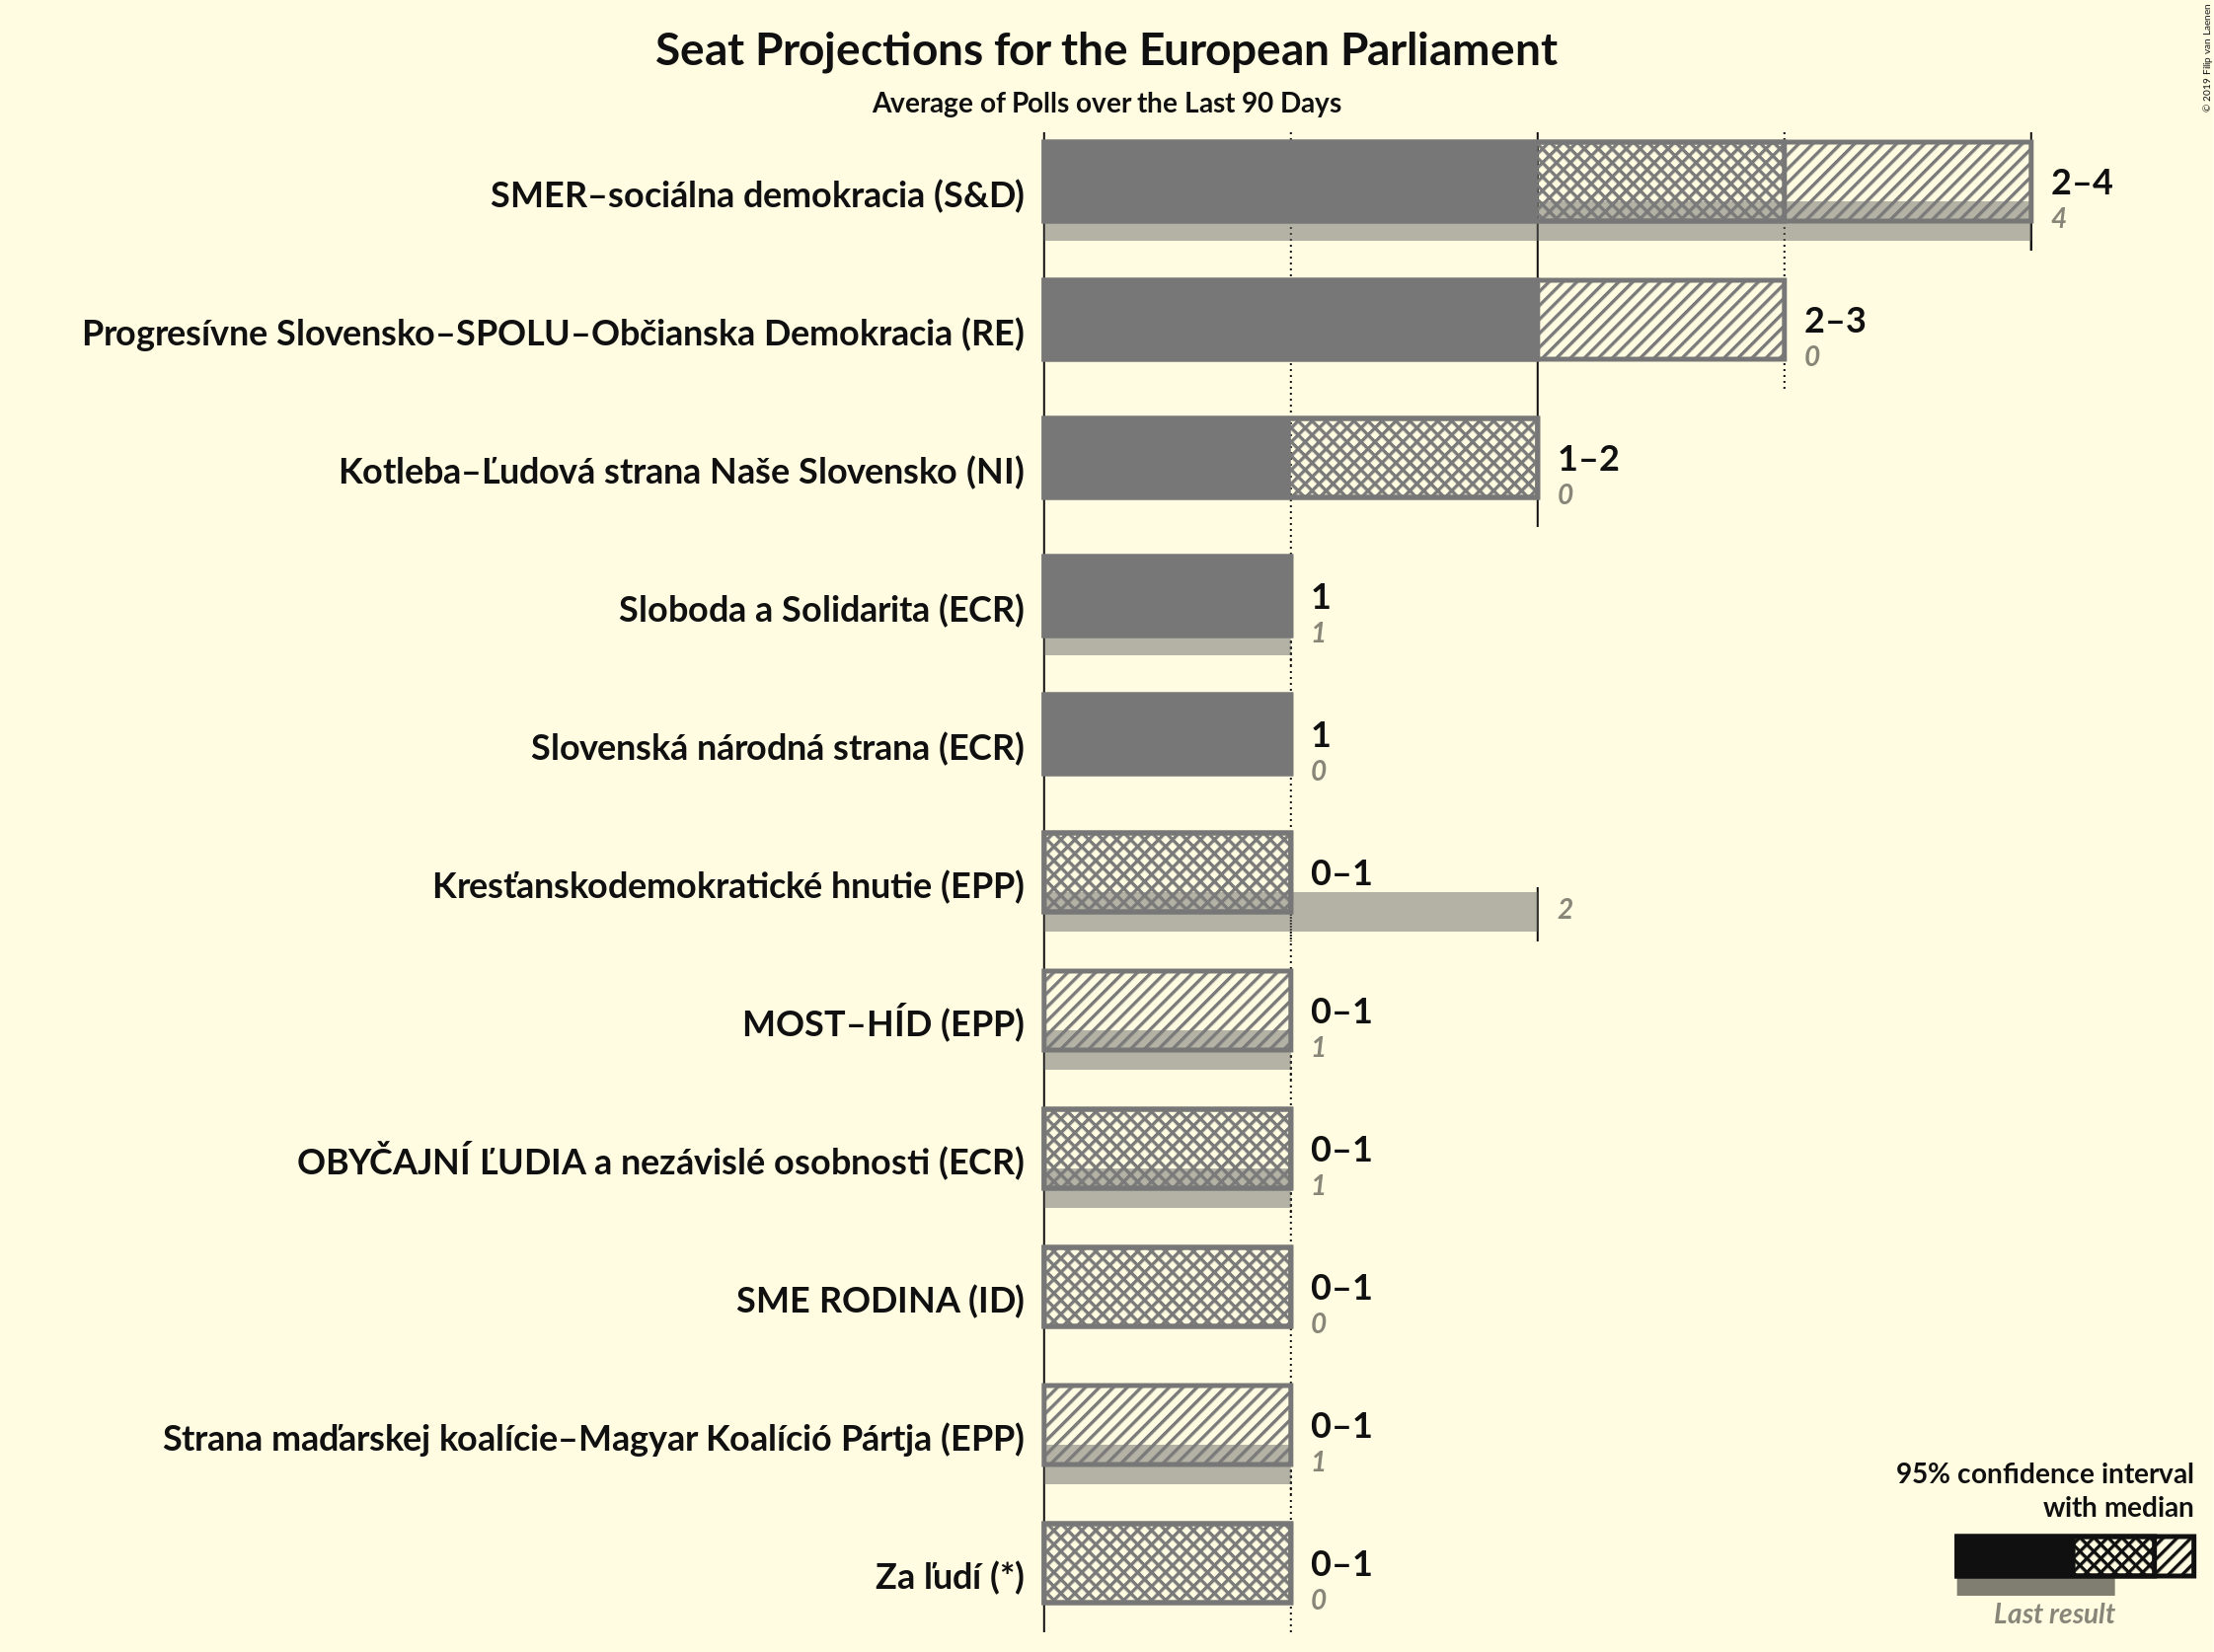 Seat Projections for the European Parliament
Average of Polls over the Last 90 Days
© 2019 Filip van Laenen
SMER–sociálna demokracia (S&D)
2–4
4
Progresívne Slovensko–SPOLU–Občianska Demokracia (RE)
2–3
0
Kotleba–Ľudová strana Naše Slovensko (NI)
1–2
0
Sloboda a Solidarita (ECR)
1
1
Slovenská národná strana (ECR)
1
0
Kresťanskodemokratické hnutie (EPP)
0–1
2
MOST–HÍD (EPP)
0–1
1
OBYČAJNÍ ĽUDIA a nezávislé osobnosti (ECR)
0–1
1
SME RODINA (ID)
0–1
0
Strana maďarskej koalície–Magyar Koalíció Pártja (EPP)
0–1
1
Za ľudí (*)
0–1
0
95% confidence interval
with median
Last result